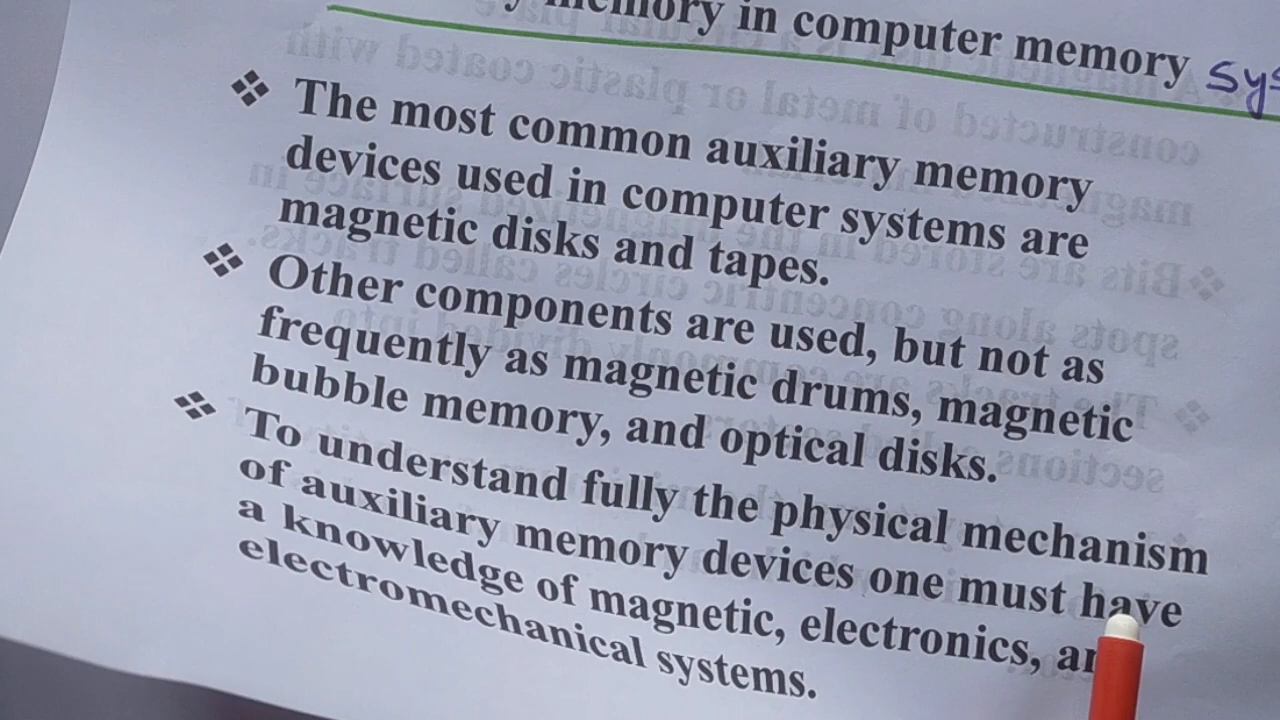 memory in computer memory sys
❖ The most common auxiliary memory
devices used in computer systems are
magnetic disks and tapes.
❖ Other components are used, but not as
frequently as magnetic drums, magnetic
bubble memory, and optical disks.
❖ To understand fully the physical mechanism
of auxiliary memory devices one must have
a knowledge of magnetic, electronics,
electromechanical systems.